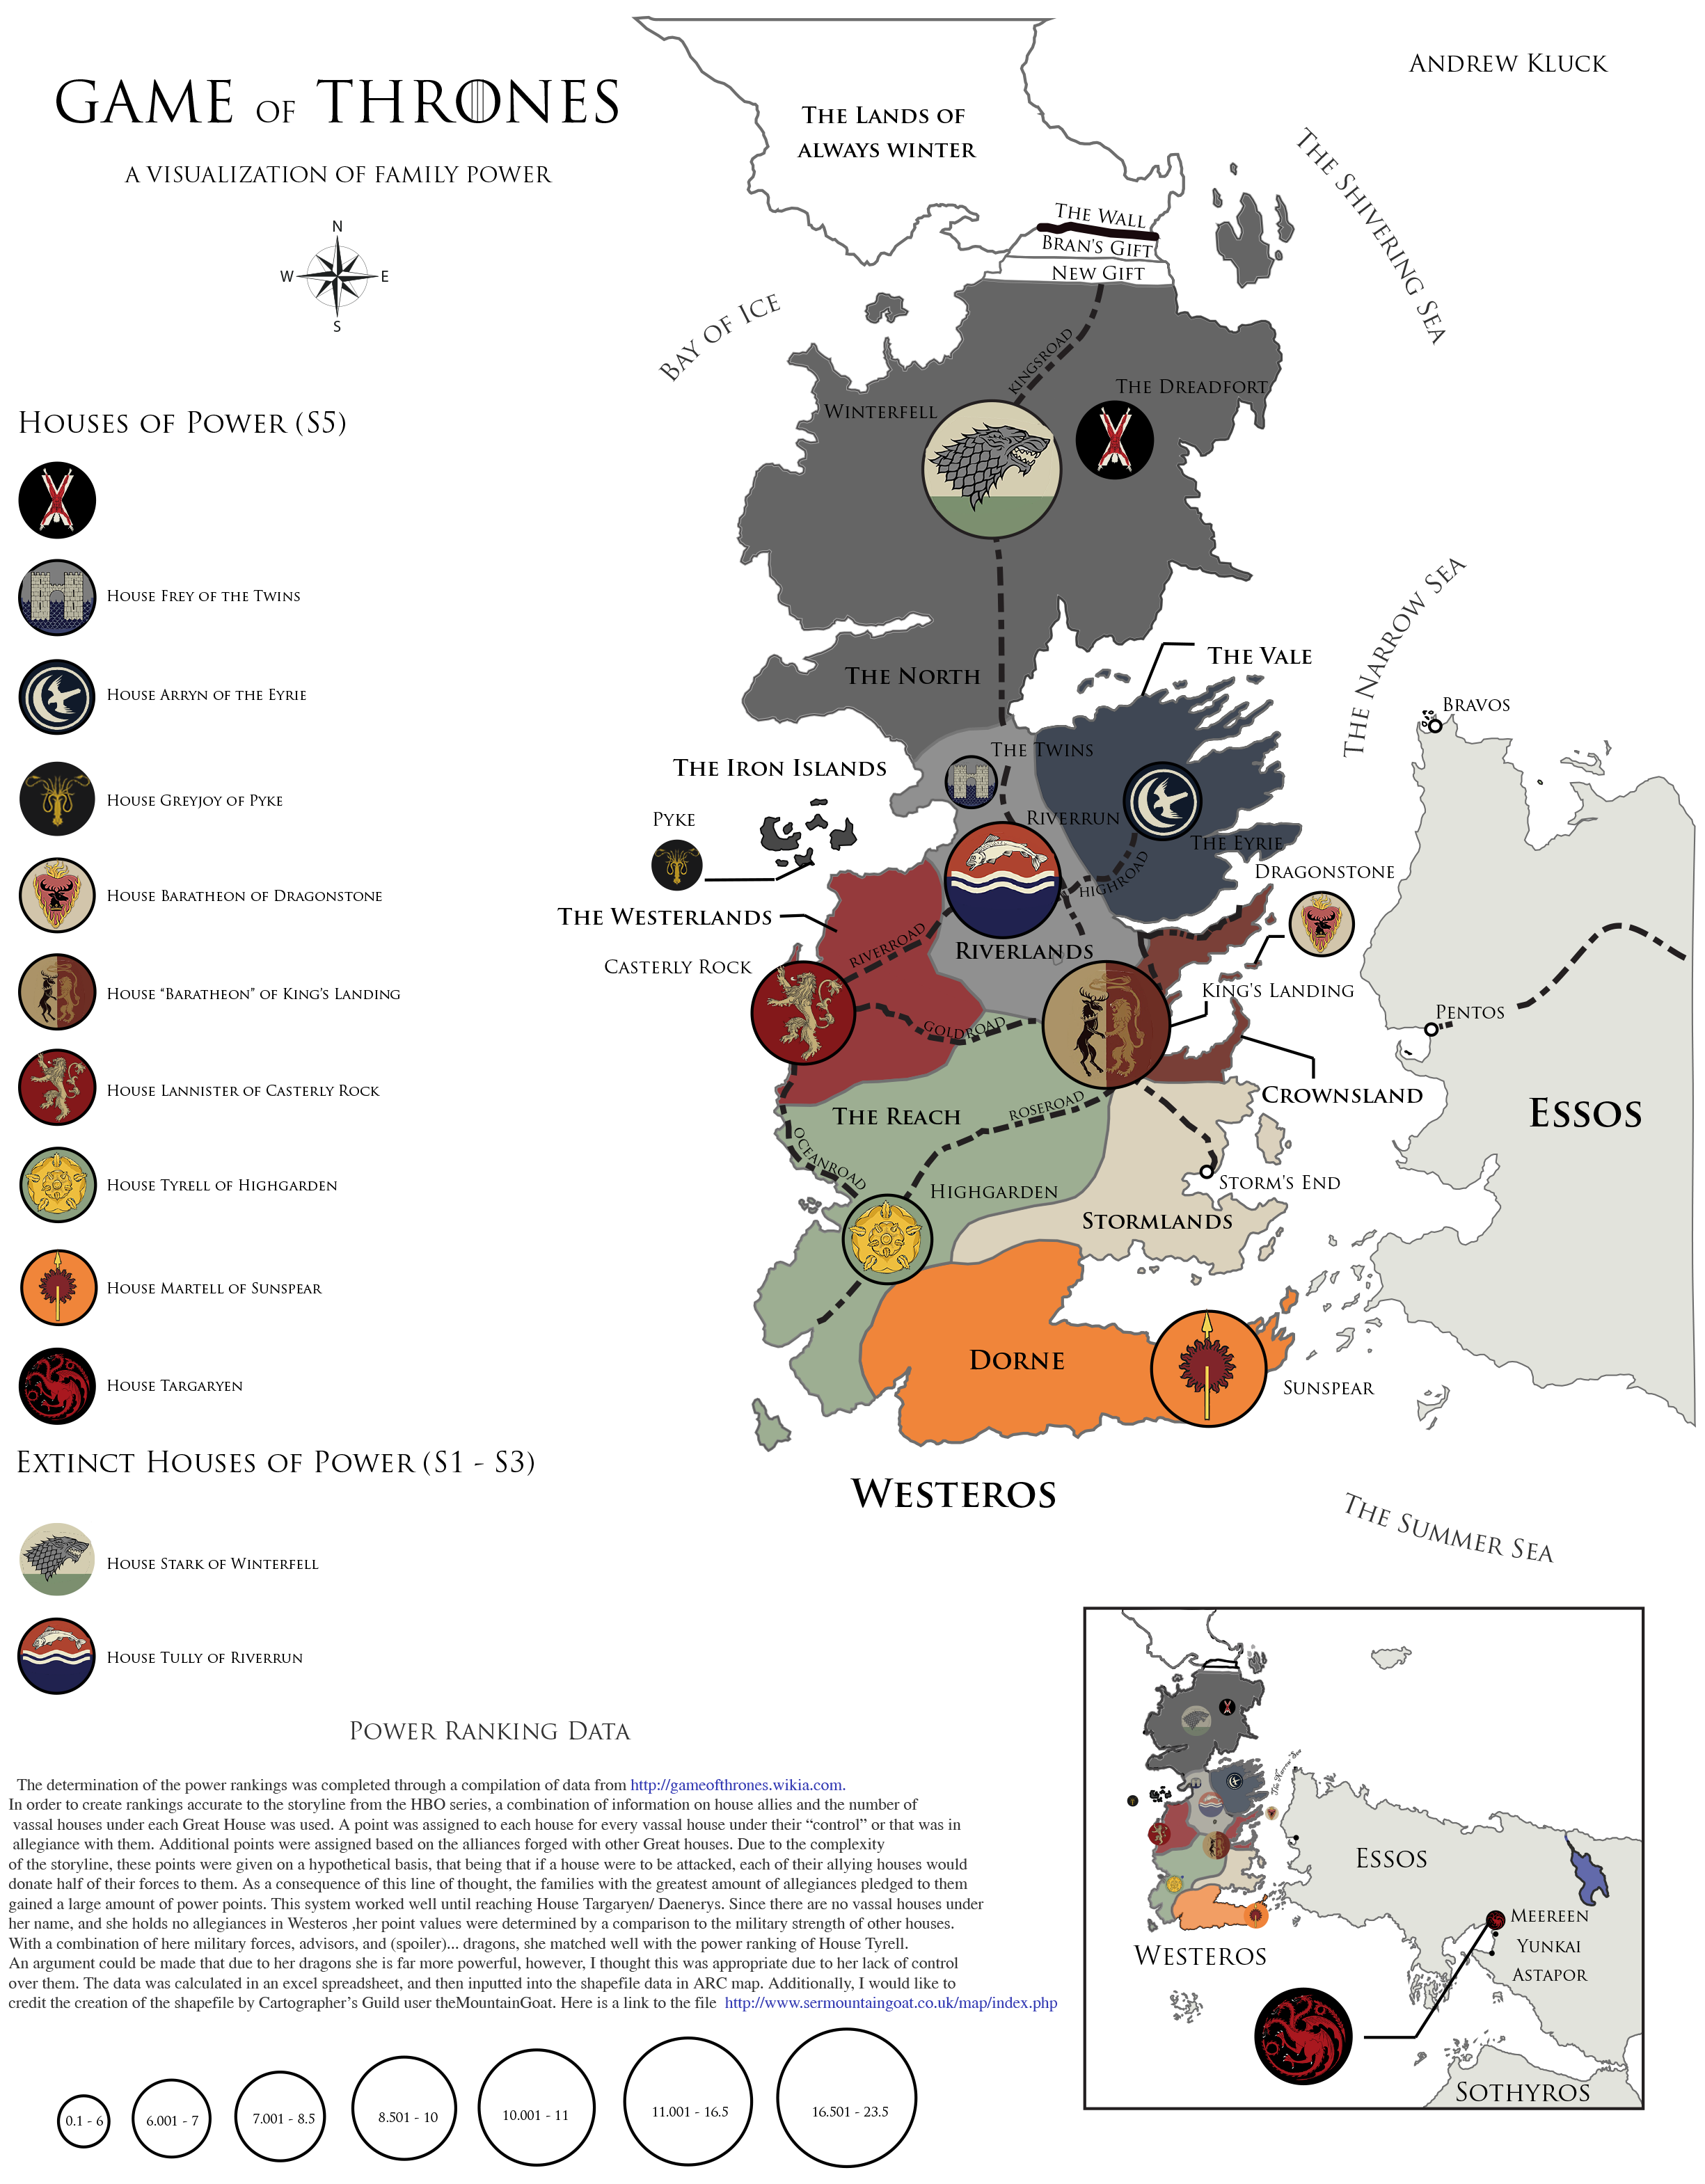 GAME OF THRONES
A VISUALIZATION OF FAMILY POWER
N
W E
S
ANDREW KLUCK
HOUSES OF POWER (S5)
HOUSE FREY OF THE TWINS
HOUSE ARRYN OF THE EYRIE
HOUSE GREYJOY OF PYKE
HOUSE BARATHEON OF DRAGONSTONE
HOUSE “BARATHEON” OF KING'S LANDING
HOUSE LANNISTER OF CASTERLY ROCK
HOUSE TYRELL OF HIGHGARDEN
HOUSE MARTELL OF SUNSPEAR
HOUSE TARGARYEN
EXTINCT HOUSES OF POWER (S1 - S3)
HOUSE STARK OF WINTERFELL
HOUSE TULLY OF RIVERRUN
THE LANDS OF
ALWAYS WINTER
THE WALL
BRAN'S GIFT
NEW GIFT
THE SHIVERING SEA
BAY OF ICE
KINGSROAD
THE DREADFORT
WINTERFELL
THE NORTH
THE NARROW SEA
THE VALE
BRAVOS
THE TWINS
THE IRON ISLANDS
PYKE
RIVERRUN
THE EYRIE
HIGHROAD
DRAGONSTONE
THE WESTERLANDS
RIVERROAD
RIVERLANDS
CASTERLY ROCK
KING'S LANDING
PENTOS
GOLDROAD
CROWNSLAND
ESSOS
THE REACH
ROSEROAD
OCEANROAD
HIGHGARDEN
STORM'S END
STORMLANDS
DORNE
SUNSPEAR
WESTEROS
THE SUMMER SEA
POWER RANKING DATA
The determination of the power rankings was completed through a compilation of data from http://gameofthrones.wikia.com.
In order to create rankings accurate to the storyline from the HBO series, a combination of information on house allies and the number of
vassal houses under each Great House was used. A point was assigned to each house for every vassal house under their “control” or that was in
allegiance with them. Additional points were assigned based on the alliances forged with other Great houses. Due to the complexity
of the storyline, these points were given on a hypothetical basis, that being that if a house were to be attacked, each of their allying houses would
donate half of their forces to them. As a consequence of this line of thought, the families with the greatest amount of allegiances pledged to them
gained a large amount of power points. This system worked well until reaching House Targaryen/ Daenerys. Since there are no vassal houses under
her name, and she holds no allegiances in Westeros ,her point values were determined by a comparison to the military strength of other houses.
With a combination of here military forces, advisors, and (spoiler)... dragons, she matched well with the power ranking of House Tyrell.
An argument could be made that due to her dragons she is far more powerful, however, I thought this was appropriate due to her lack of control
over them. The data was calculated in an excel spreadsheet, and then inputted into the shapefile data in ARC map. Additionally, I would like to
credit the creation of the shapefile by Cartographer’s Guild user theMountainGoat. Here is a link to the file http://www.sermountaingoat.co.uk/map/index.php
0.1 - 6
6.001 - 7
7.001 - 8.5
8.501 - 10
10.001 - 11
11.001 - 16.5
16.501 - 23.5
The Narrow Sea
ESSOS
WESTEROS
MEEREEN
YUNKAI
ASTAPOR
SOTHYROS